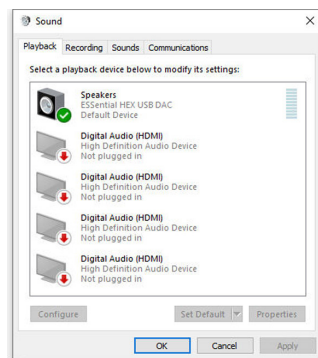 Sound
Playback Recording Sounds Communications
Select a playback device below to modify its settings:
Speakers
ESSential HEX USB DAC
Default Device
Digital Audio (HDMI)
High Definition Audio Device
Not plugged in
Digital Audio (HDMI)
High Definition Audio Device
Not plugged in
Digital Audio (HDMI)
High Definition Audio Device
Not plugged in
Digital Audio (HDMI)
High Definition Audio Device
Not plugged in
Configure Set Default Properties
OK Cancel Apply